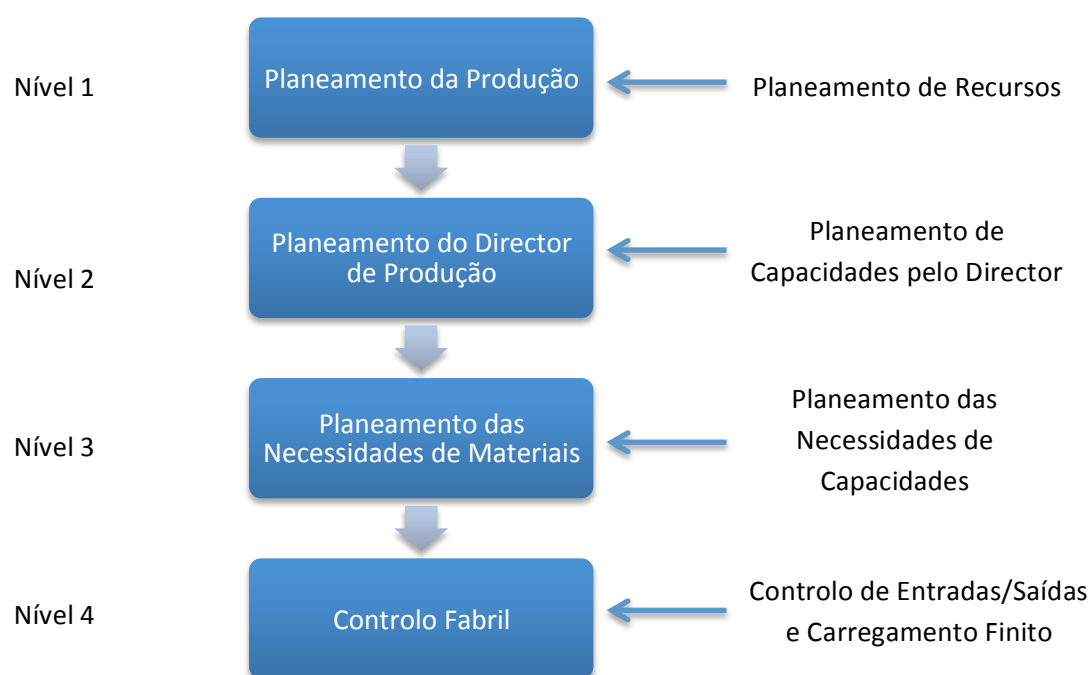 Nível 1
Planeamento da Produção
Planeamento de Recursos
Nível 2
Planeamento do Director
de Produção
Planeamento de
Capacidades pelo Director
Nível 3
Planeamento das
Necessidades de Materiais
Planeamento das
Necessidades de
Capacidades
Nível 4
Controlo Fabril
Controlo de Entradas/Saídas
e Carregamento Finito